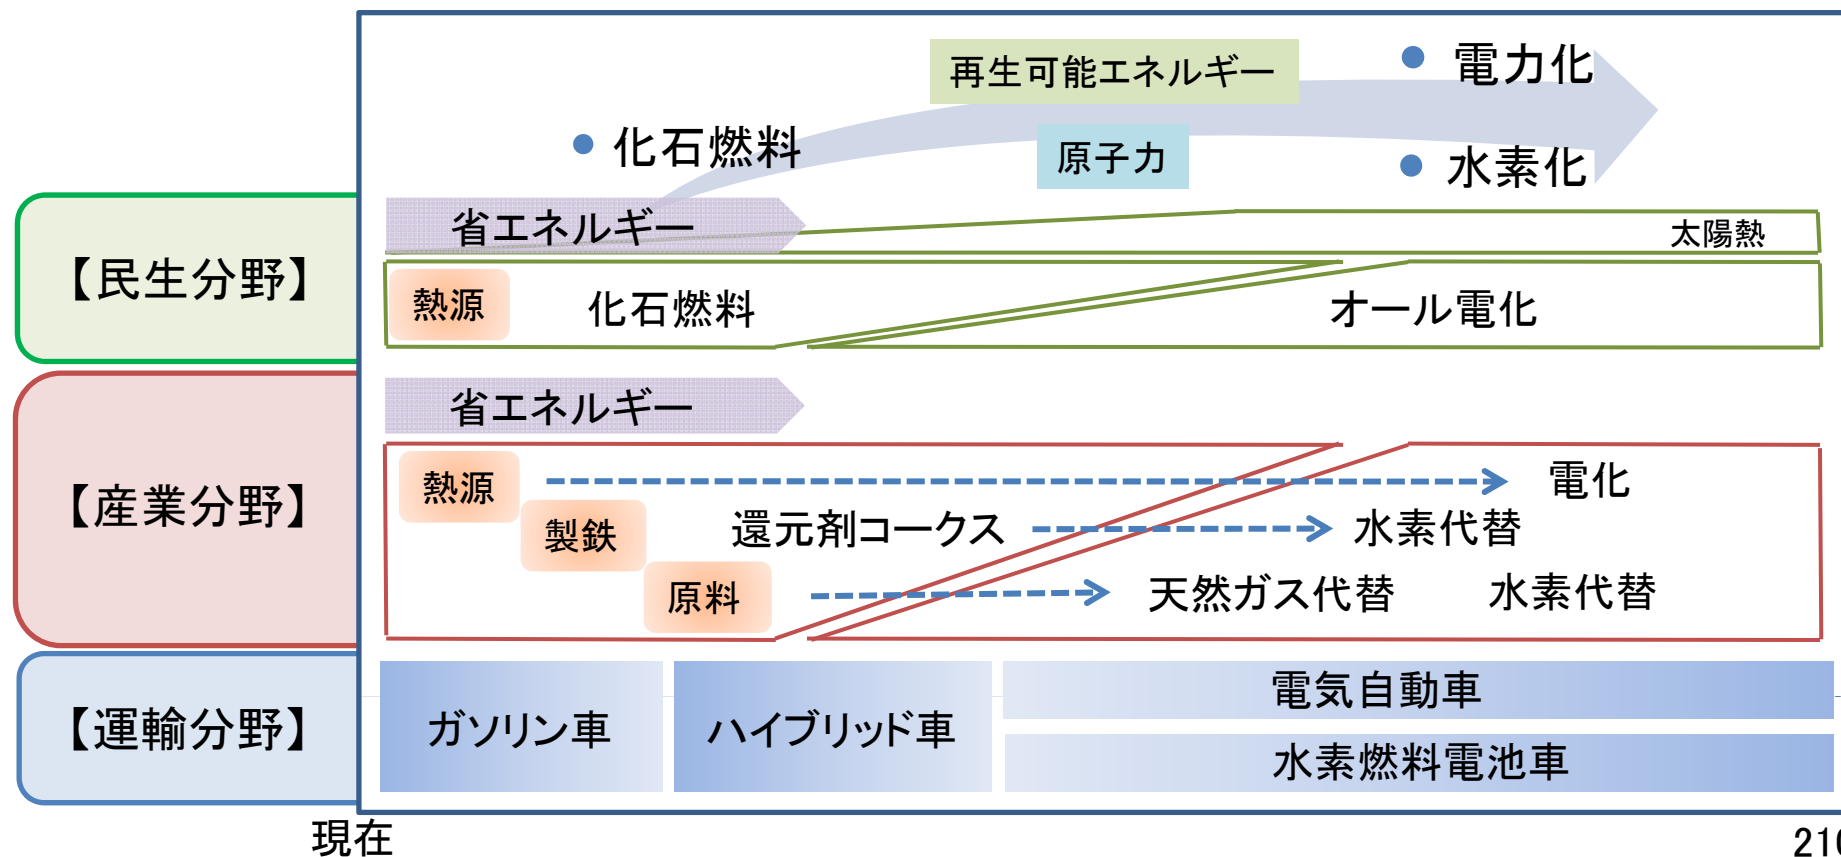 再生可能エネルギー
● 電力化
● 化石燃料
原子力
● 水素化
【民生分野】
省エネルギー
太陽熱
熱源
化石燃料
オール電化
【産業分野】
省エネルギー
熱源
電化
製鉄
還元剤コークス
水素代替
原料
天然ガス代替
水素代替
【運輸分野】
ガソリン車
ハイブリッド車
電気自動車
水素燃料電池車
現在